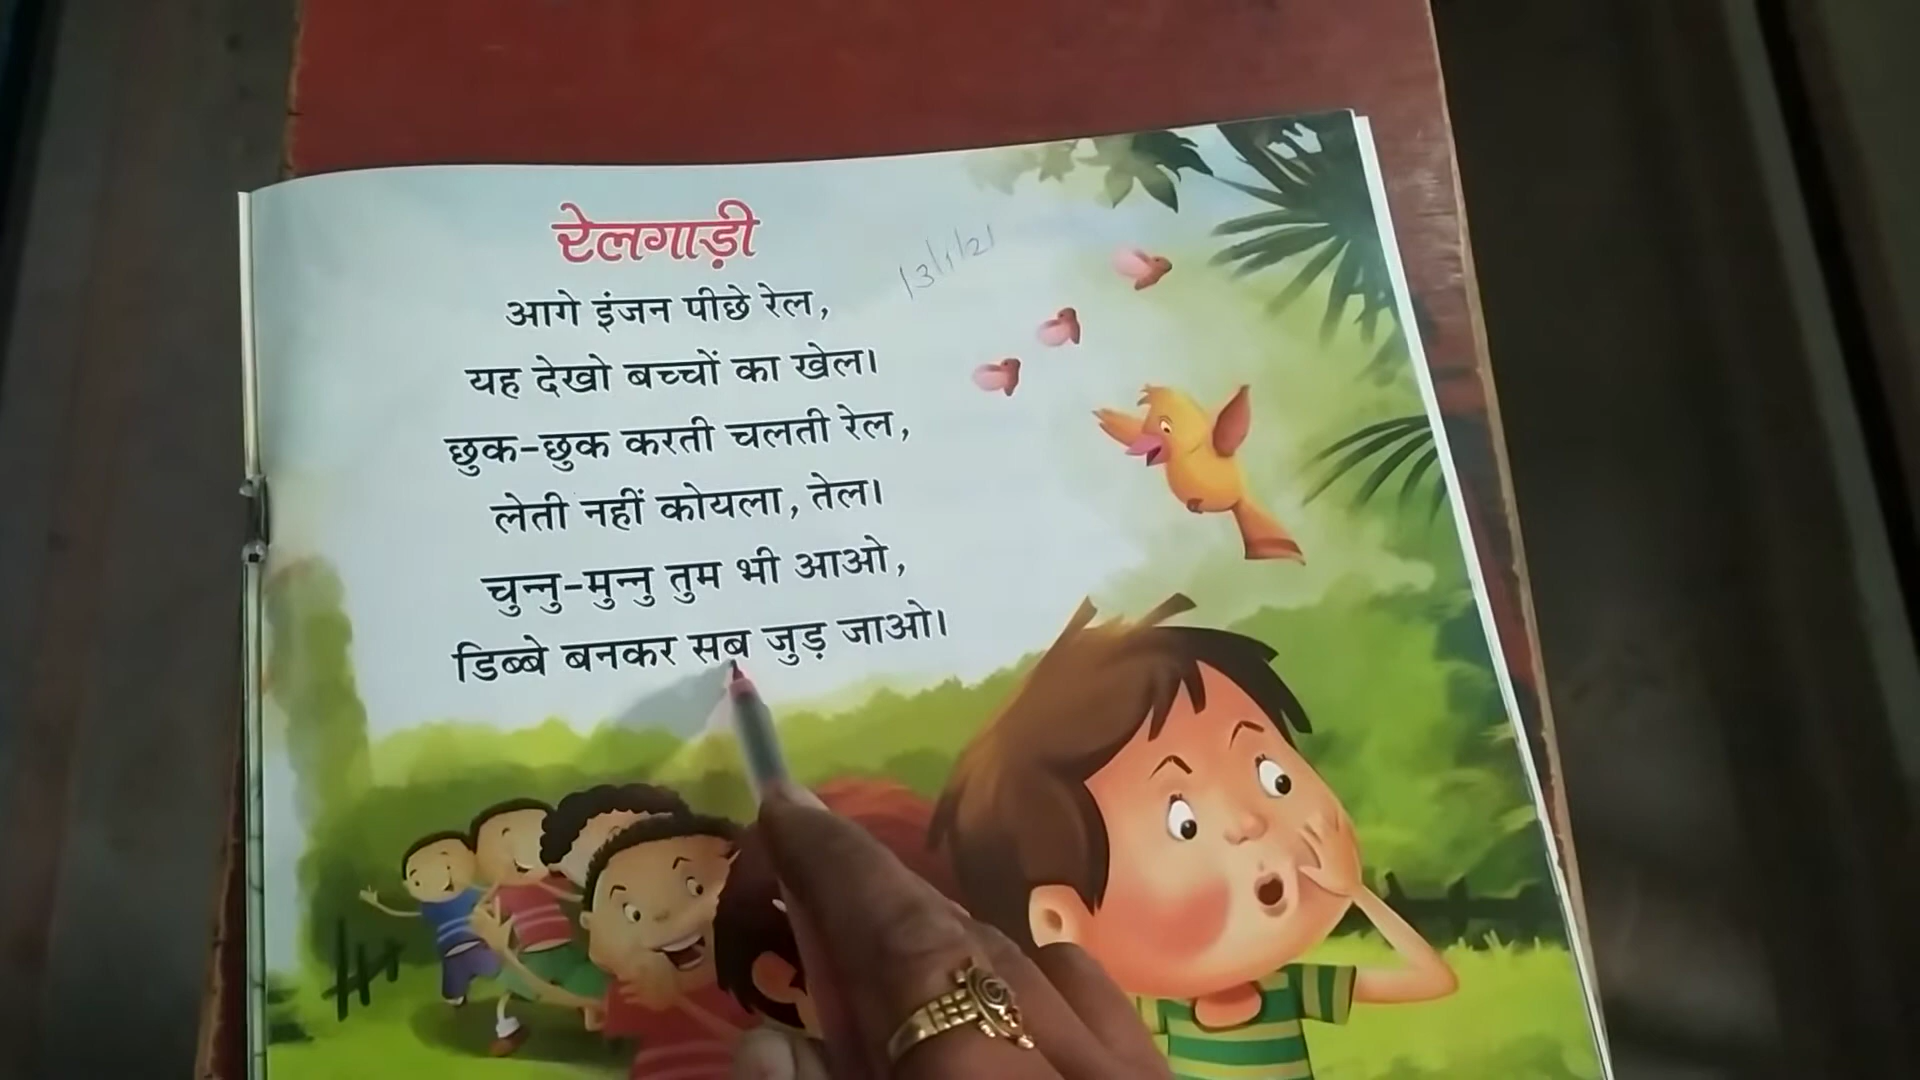 रेलगाड़ी
13/1/21
आगे इंजन पीछे रेल,
यह देखो बच्चों का खेल।
छुक-छुक करती चलती रेल,
लेती नहीं कोयला, तेल।
चुन्नु-मुन्नु तुम भी आओ,
डिब्बे बनकर सब जुड़ जाओ।